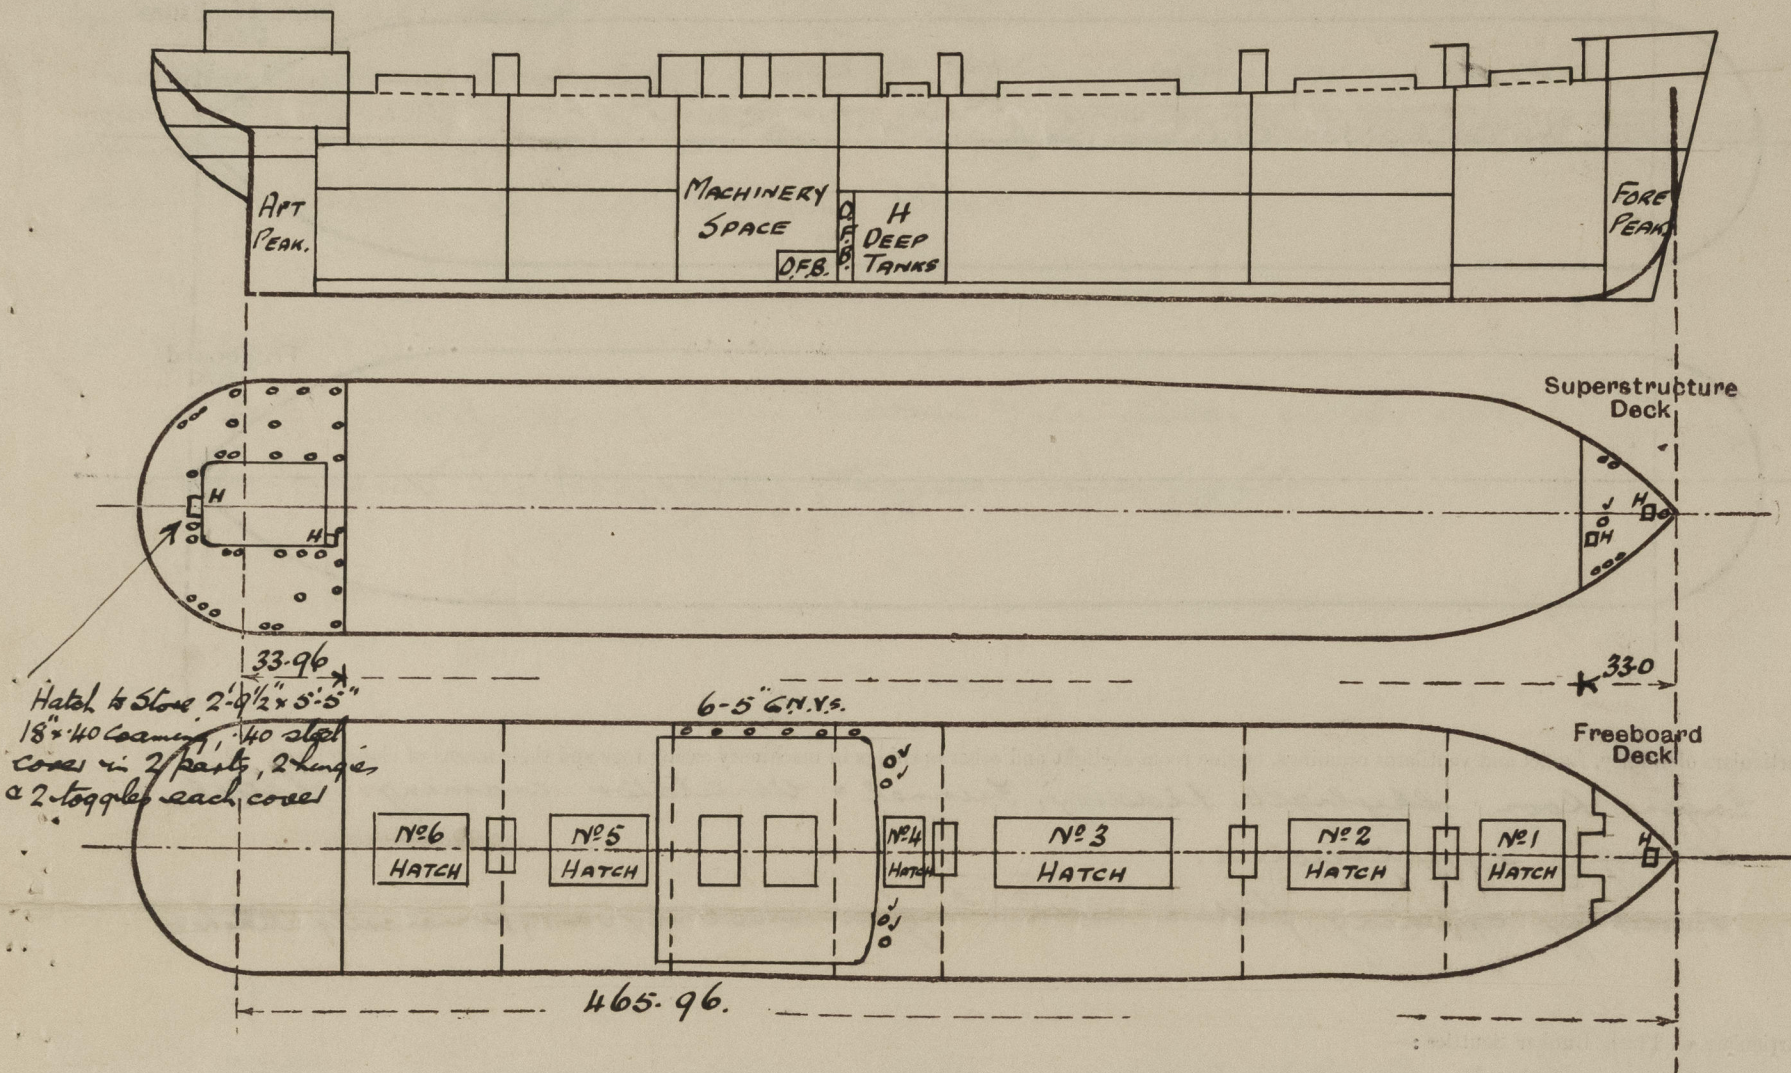 AFT
PEAK.
MACHINERY
SPACE
D.F.B.
O.F.B.
H
DEEP
TANKS
FORE
PEAK.
Superstructure
Deck
H
H
H
H
33.96
33.0
Hatch to Store 2'-9½" x 5'-5"
18" x .40 coaming, .40 steel
cover in 2 parts, 2 hinges
& 2 toggles each cover
6-5" G.N.Vs.
Freeboard
Deck
Nº6
HATCH
Nº5
HATCH
Nº4
HATCH
Nº3
HATCH
Nº2
HATCH
Nº1
HATCH
H
465.96.